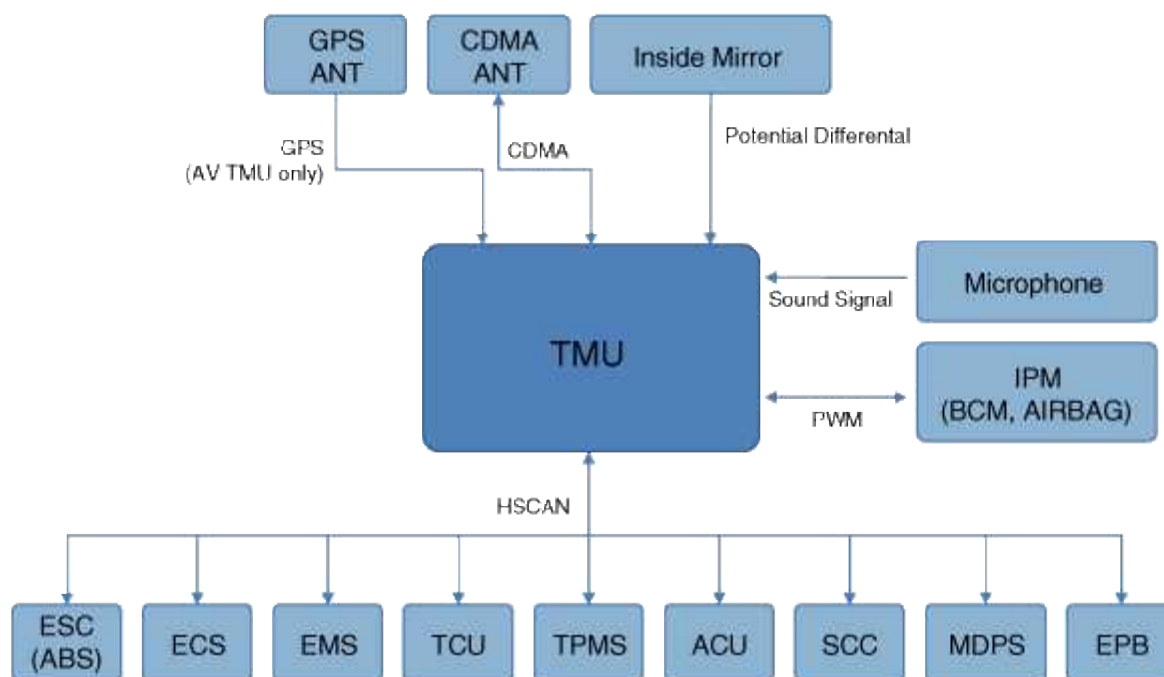 GPS
ANT
CDMA
ANT
Inside Mirror
GPS
(AV TMU only)
CDMA
Potential Differental
TMU
Sound Signal
Microphone
PWM
IPM
(BCM, AIRBAG)
HSCAN
ESC
(ABS)
ECS
EMS
TCU
TPMS
ACU
SCC
MDPS
EPB